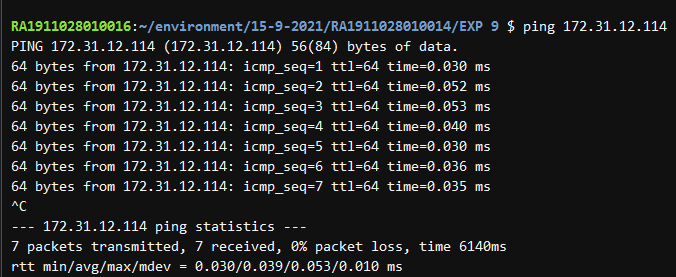 RA1911028010016:~/environment/15-9-2021/RA1911028010014/EXP 9 $ ping 172.31.12.114
PING 172.31.12.114 (172.31.12.114) 56(84) bytes of data.
64 bytes from 172.31.12.114: icmp_seq=1 ttl=64 time=0.030 ms
64 bytes from 172.31.12.114: icmp_seq=2 ttl=64 time=0.052 ms
64 bytes from 172.31.12.114: icmp_seq=3 ttl=64 time=0.053 ms
64 bytes from 172.31.12.114: icmp_seq=4 ttl=64 time=0.040 ms
64 bytes from 172.31.12.114: icmp_seq=5 ttl=64 time=0.030 ms
64 bytes from 172.31.12.114: icmp_seq=6 ttl=64 time=0.036 ms
64 bytes from 172.31.12.114: icmp_seq=7 ttl=64 time=0.035 ms
^C
--- 172.31.12.114 ping statistics ---
7 packets transmitted, 7 received, 0% packet loss, time 6140ms
rtt min/avg/max/mdev = 0.030/0.039/0.053/0.010 ms